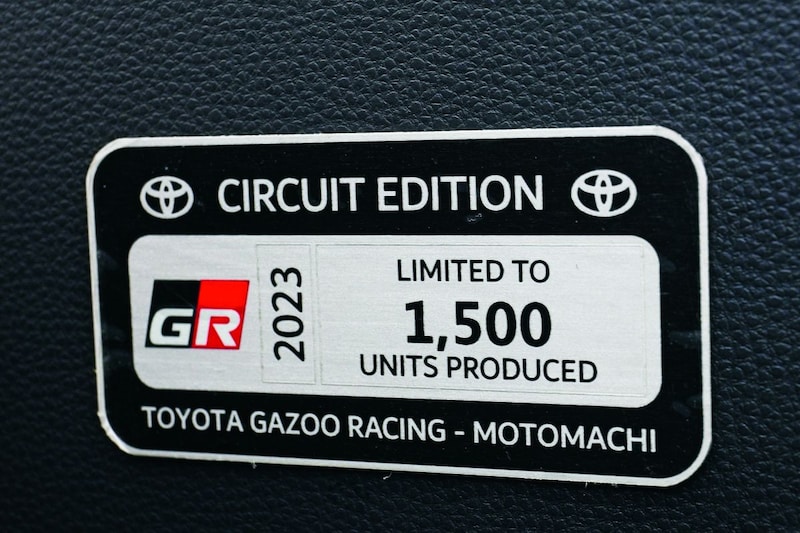 CIRCUIT EDITION
GR
2023
LIMITED TO
1,500
UNITS PRODUCED
TOYOTA GAZOO RACING - MOTOMACHI